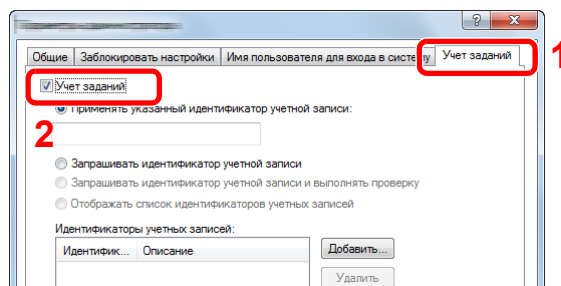 Общие Заблокировать настройки Имя пользователя для входа в систему Учет заданий
1
Учет заданий
Применять указанный идентификатор учетной записи:
2
Запрашивать идентификатор учетной записи
Запрашивать идентификатор учетной записи и выполнять проверку
Отображать список идентификаторов учетных записей
Идентификаторы учетных записей:
Идентифик... Описание Добавить...
Удалить